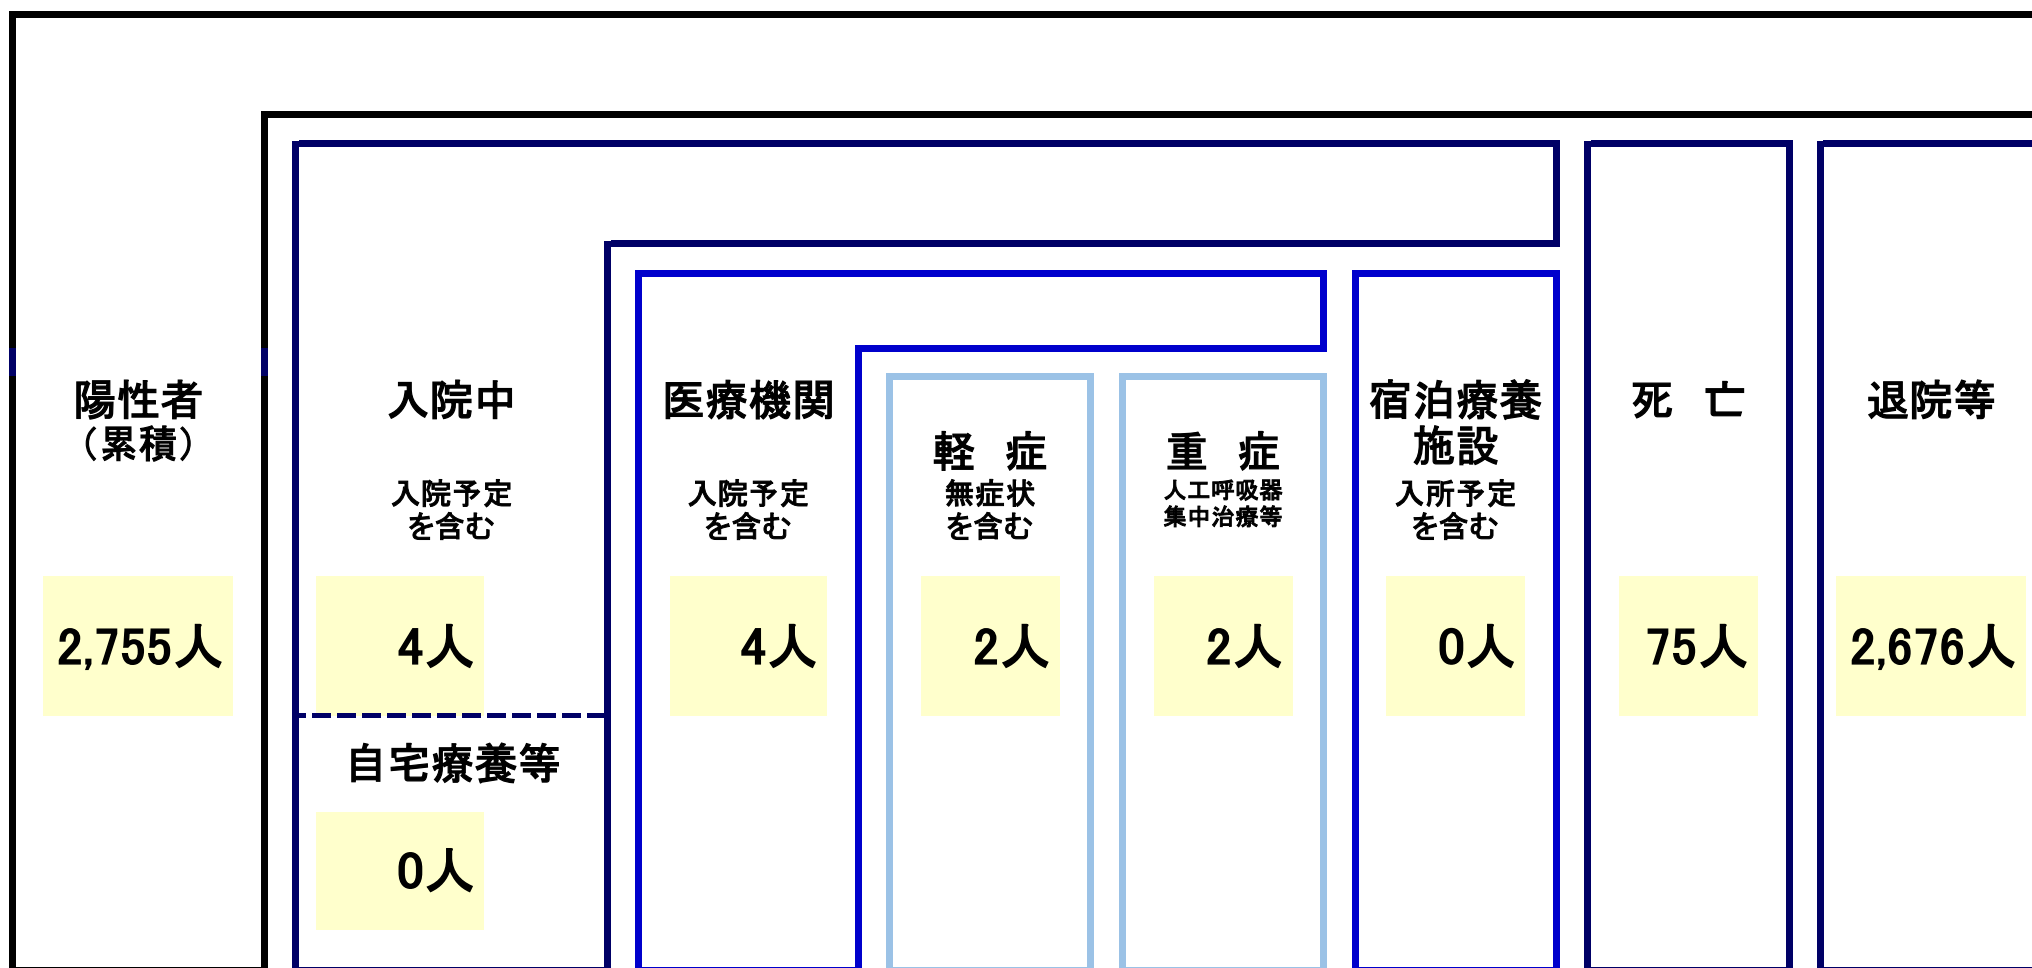 陽性者
（累積）
2,755人
入院中
入院予定
を含む
4人
自宅療養等
0人
医療機関
入院予定
を含む
4人
軽 症
無症状
を含む
2人
重 症
人工呼吸器
集中治療等
2人
宿泊療養
施設
入所予定
を含む
0人
死 亡
75人
退院等
2,676人